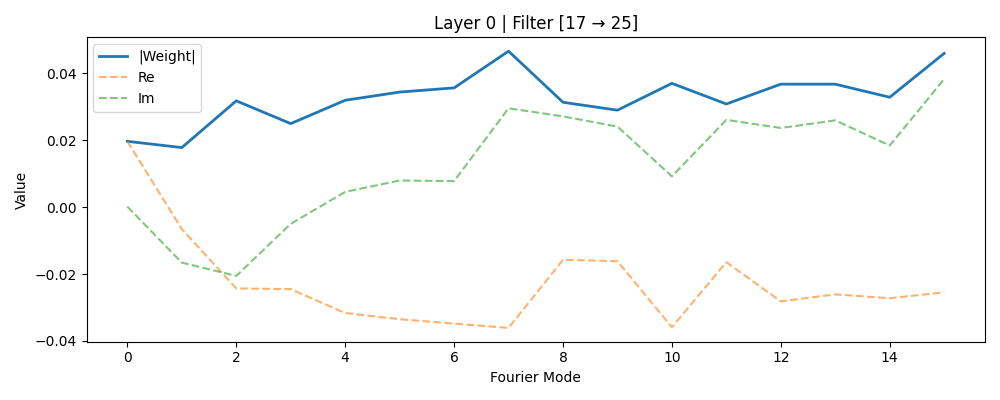 Layer 0 | Filter [17 → 25]
|Weight|
Re
Im
0.04
0.02
0.00
−0.02
−0.04
Value
0 2 4 6 8 10 12 14
Fourier Mode